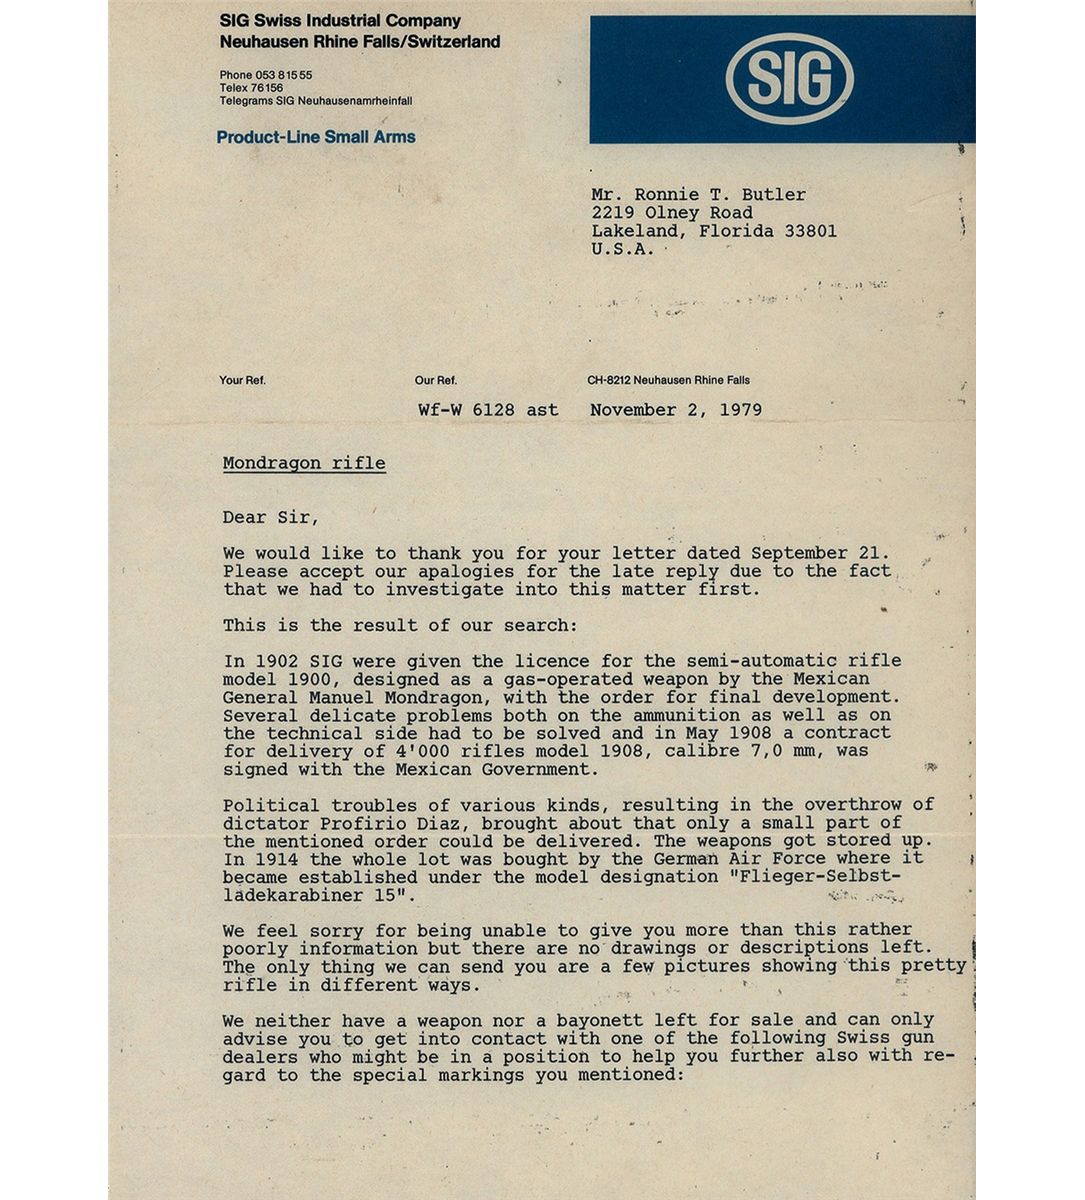 SIG Swiss Industrial Company
Neuhausen Rhine Falls/Switzerland
Phone 053 8 15 55
Telex 76 156
Telegrams SIG Neuhausenamrheinfall
Product-Line Small Arms
SIG
Mr. Ronnie T. Butler
2219 Olney Road
Lakeland, Florida 33801
U.S.A.
Your Ref.
Our Ref.
CH-8212 Neuhausen Rhine Falls
Wf-W 6128 ast
November 2, 1979
Mondragon rifle
Dear Sir,
We would like to thank you for your letter dated September 21.
Please accept our apalogies for the late reply due to the fact
that we had to investigate into this matter first.
This is the result of our search:
In 1902 SIG were given the licence for the semi-automatic rifle
model 1900, designed as a gas-operated weapon by the Mexican
General Manuel Mondragon, with the order for final development.
Several delicate problems both on the ammunition as well as on
the technical side had to be solved and in May 1908 a contract
for delivery of 4'000 rifles model 1908, calibre 7,0 mm, was
signed with the Mexican Government.
Political troubles of various kinds, resulting in the overthrow of
dictator Profirio Diaz, brought about that only a small part of
the mentioned order could be delivered. The weapons got stored up.
In 1914 the whole lot was bought by the German Air Force where it
became established under the model designation "Flieger-Selbst-
ladekarabiner 15".
We feel sorry for being unable to give you more than this rather
poorly information but there are no drawings or descriptions left.
The only thing we can send you are a few pictures showing this pretty
rifle in different ways.
We neither have a weapon nor a bayonett left for sale and can only
advise you to get into contact with one of the following Swiss gun
dealers who might be in a position to help you further also with re-
gard to the special markings you mentioned: